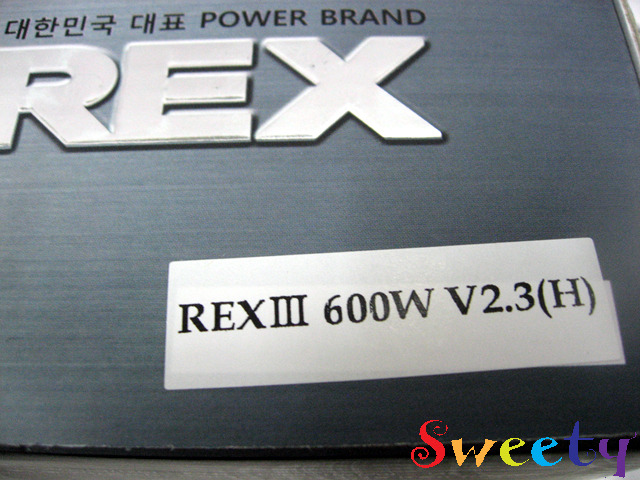 대한민국 대표 POWER BRAND
REX
REXⅢ 600W V2.3(H)
Sweety